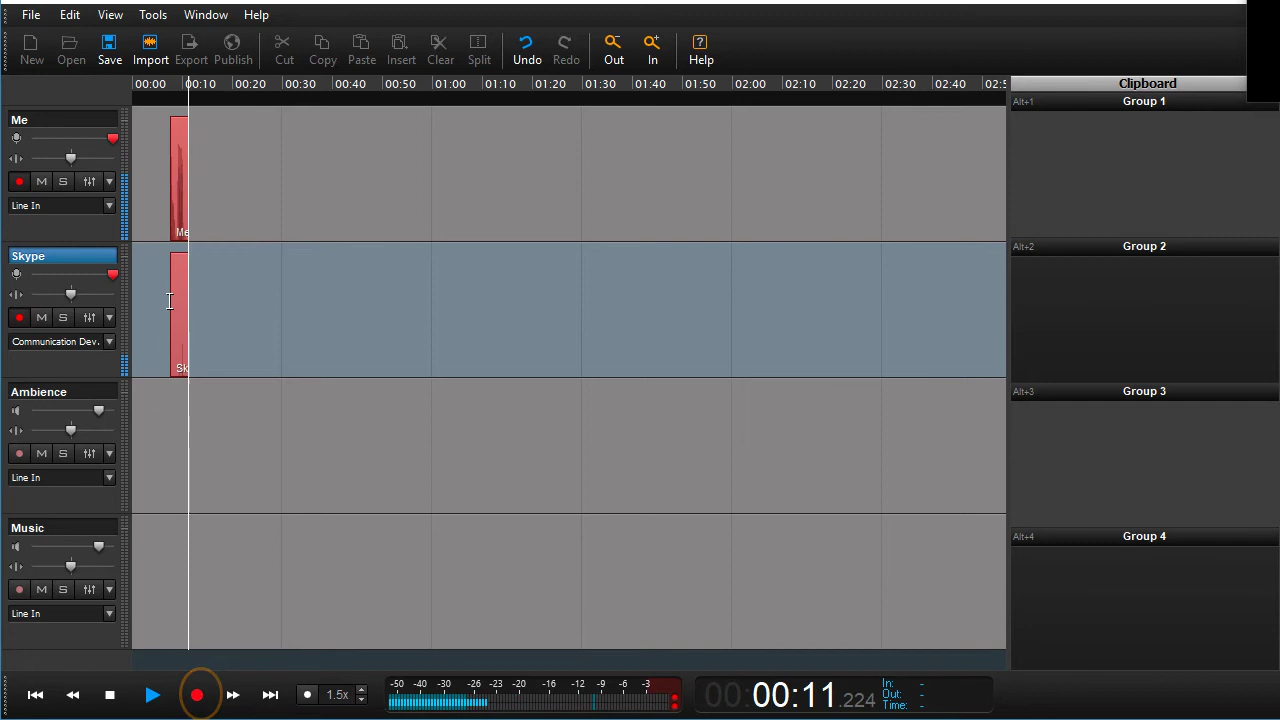 File Edit View Tools Window Help
New Open Save Import Export Publish Cut Copy Paste Insert Clear Split Undo Redo Out In Help
00:00 00:10 00:20 00:30 00:40 00:50 01:00 01:10 01:20 01:30 01:40 01:50 02:00 02:10 02:20 02:30 02:40 02:5
Clipboard
Alt+1 Group 1
Me
M S
Line In
Me
Alt+2 Group 2
Skype
M S
Communication Dev.
Sk
Alt+3 Group 3
Ambience
M S
Line In
Music
Alt+4 Group 4
M S
Line In
1.5x
-50 -40 -30 -26 -20 -16 -12 -9 -6 -3
00:00:11.224
In: -
Out: -
Time: -